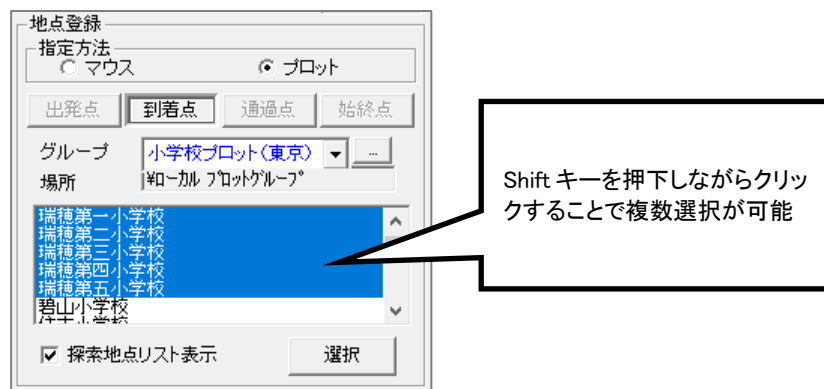 地点登録
指定方法
マウス プロット
出発点 到着点 通過点 始終点
グループ 小学校プロット(東京) ...
場所 ¥ローカル プロットグループ
瑞穂第一小学校
瑞穂第二小学校
瑞穂第三小学校
瑞穂第四小学校
瑞穂第五小学校
碧山小学校
探索地点リスト表示 選択
Shift キーを押下しながらクリッ
クすることで複数選択が可能